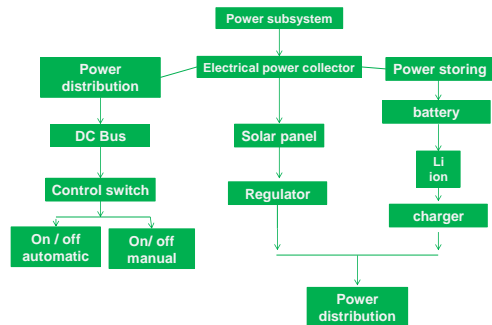 Power subsystem
Power
distribution
Electrical power collector
Power storing
battery
DC Bus
Solar panel
Li
ion
Control switch
Regulator
charger
On / off
automatic
On/ off
manual
Power
distribution